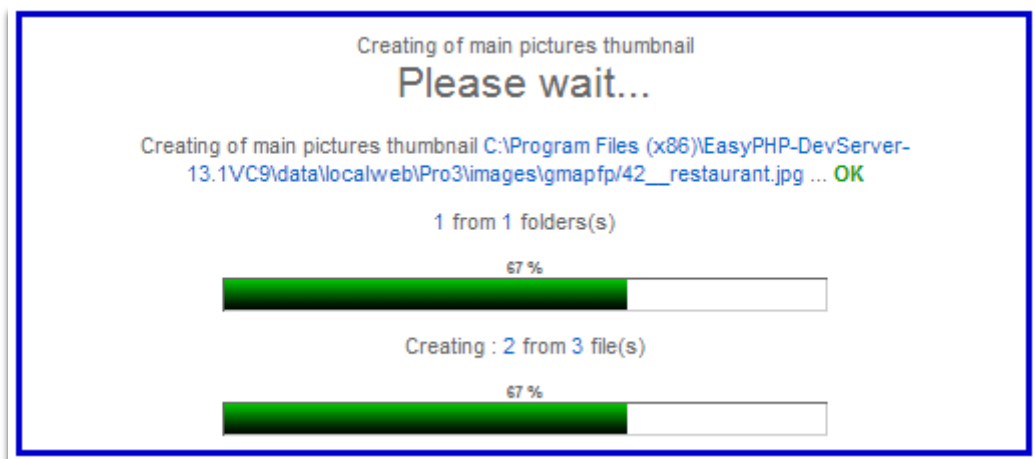 Creating of main pictures thumbnail
Please wait...
Creating of main pictures thumbnail C:\Program Files (x86)\EasyPHP-DevServer-
13.1VC9\data\localweb\Pro3\images\gmapfp/42__restaurant.jpg ... OK
1 from 1 folders(s)
67 %
Creating : 2 from 3 file(s)
67 %